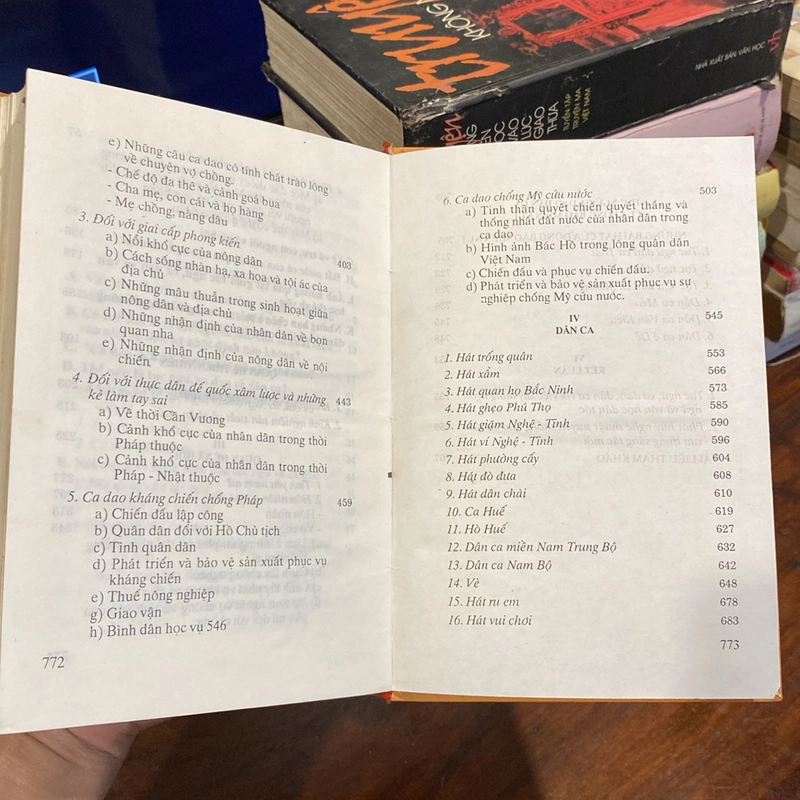 e) Những câu ca dao có tính chất trào lộng
về chuyện vợ chồng.
- Chế độ đa thê và cảnh goá bua
- Cha mẹ, con cái và họ hàng
- Mẹ chồng, nàng dâu
3. Đối với giai cấp phong kiến 403
a) Nỗi khổ cực của nông dân
b) Cách sống nhàn hạ, xa hoa và tội ác của
địa chủ
c) Những mâu thuẫn trong sinh hoạt giữa
nông dân và địa chủ
d) Những nhận định của nhân dân về bọn
quan nha
e) Những nhận định của nông dân về nội
chiến
4. Đối với thực dân đế quốc xâm lược và những 443
kẻ làm tay sai
a) Về thời Cần Vương
b) Cảnh khổ cực của nhân dân trong thời
Pháp thuộc
c) Cảnh khổ cực của nhân dân trong thời
Pháp - Nhật thuộc
5. Ca dao kháng chiến chống Pháp 459
a) Chiến đấu lập công
b) Quân dân đối với Hồ Chủ tịch
c) Tình quân dân
d) Phát triển và bảo vệ sản xuất phục vụ
kháng chiến
e) Thuế nông nghiệp
g) Giao vận
h) Bình dân học vụ 546
772
6. Ca dao chống Mỹ cứu nước 503
a) Tinh thần quyết chiến quyết thắng và
thống nhất đất nước của nhân dân trong
ca dao
b) Hình ảnh Bác Hồ trong lòng quân dân
Việt Nam
c) Chiến đấu và phục vụ chiến đấu.
d) Phát triển và bảo vệ sản xuất phục vụ sự
nghiệp chống Mỹ cứu nước.
IV 545
DÂN CA
1. Hát trống quân 553
2. Hát xẩm 566
3. Hát quan họ Bắc Ninh 573
4. Hát ghẹo Phú Thọ 585
5. Hát giặm Nghệ - Tĩnh 590
6. Hát ví Nghệ - Tĩnh 596
7. Hát phường cấy 604
8. Hát đò đưa 608
9. Hát dân chài 610
10. Ca Huế 619
11. Hò Huế 627
12. Dân ca miền Nam Trung Bộ 632
13. Dân ca Nam Bộ 642
14. Vè 648
15. Hát ru em 678
16. Hát vui chơi 683
773
NHÀ XUẤT BẢN VĂN HỌC
vh
LỤC
GIAO
THỪA
TUYỂN TẬP
TRUYỆN MA
VIỆT NAM